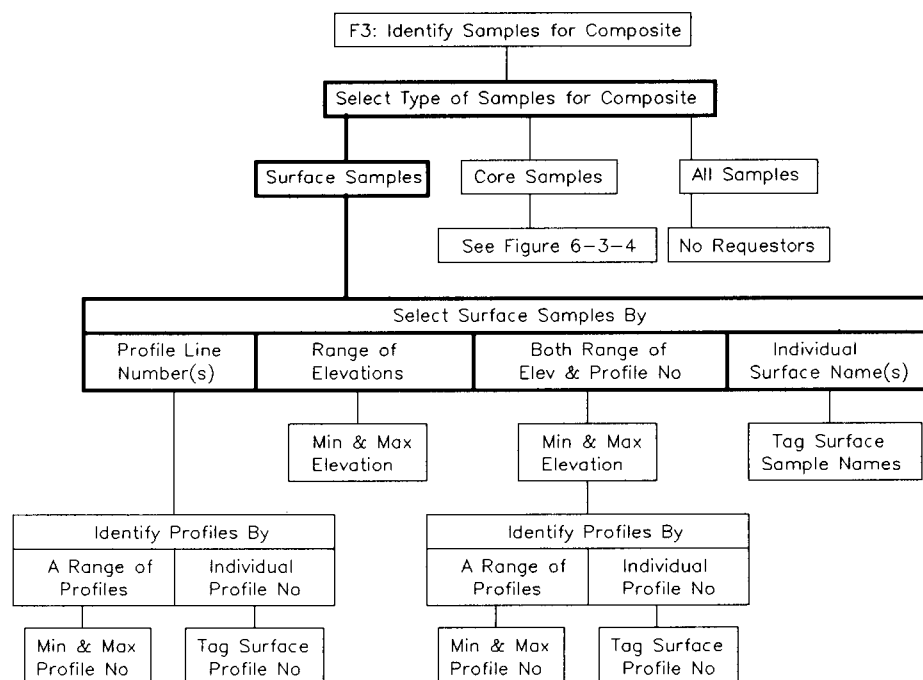 F3: Identify Samples for Composite
Select Type of Samples for Composite
Surface Samples
Core Samples
All Samples
See Figure 6-3-4
No Requestors
Select Surface Samples By
Profile Line
Number(s)
Range of
Elevations
Both Range of
Elev & Profile No
Individual
Surface Name(s)
Min & Max
Elevation
Min & Max
Elevation
Tag Surface
Sample Names
Identify Profiles By
A Range of
Profiles
Individual
Profile No
Min & Max
Profile No
Tag Surface
Profile No
Identify Profiles By
A Range of
Profiles
Individual
Profile No
Min & Max
Profile No
Tag Surface
Profile No